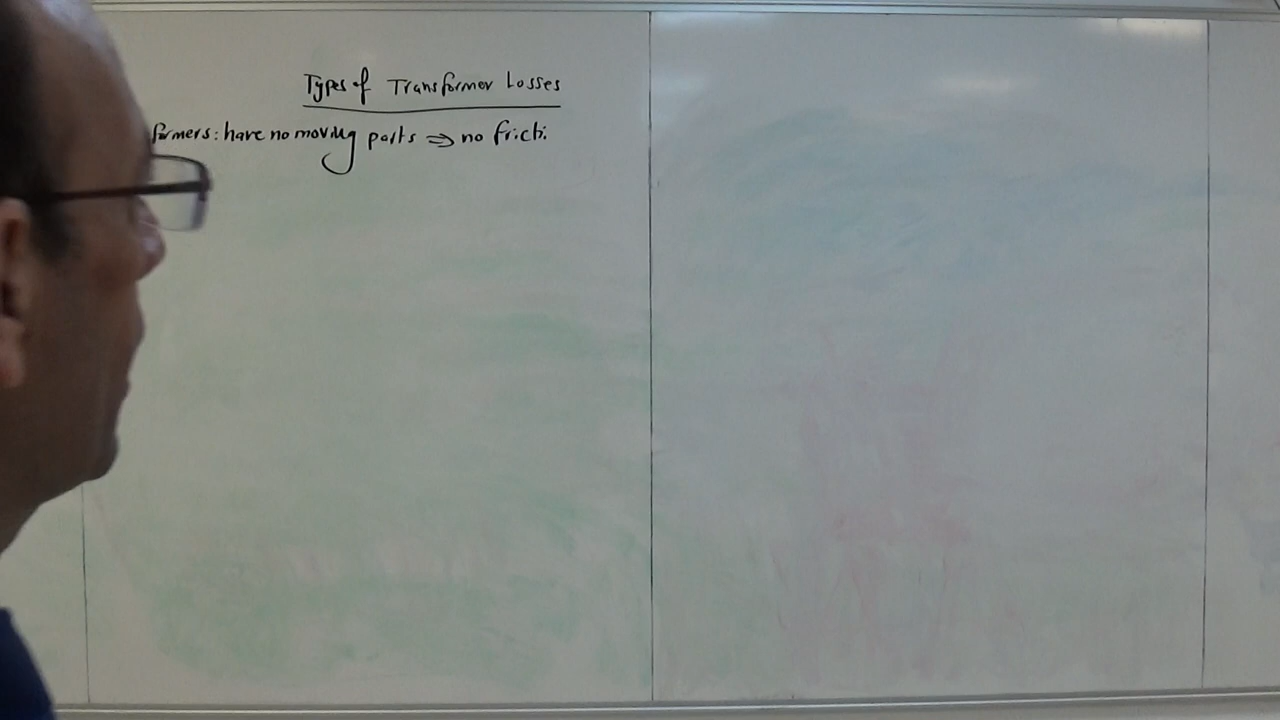 Types of Transformer Losses
formers: have no moving parts ⇒ no fricti